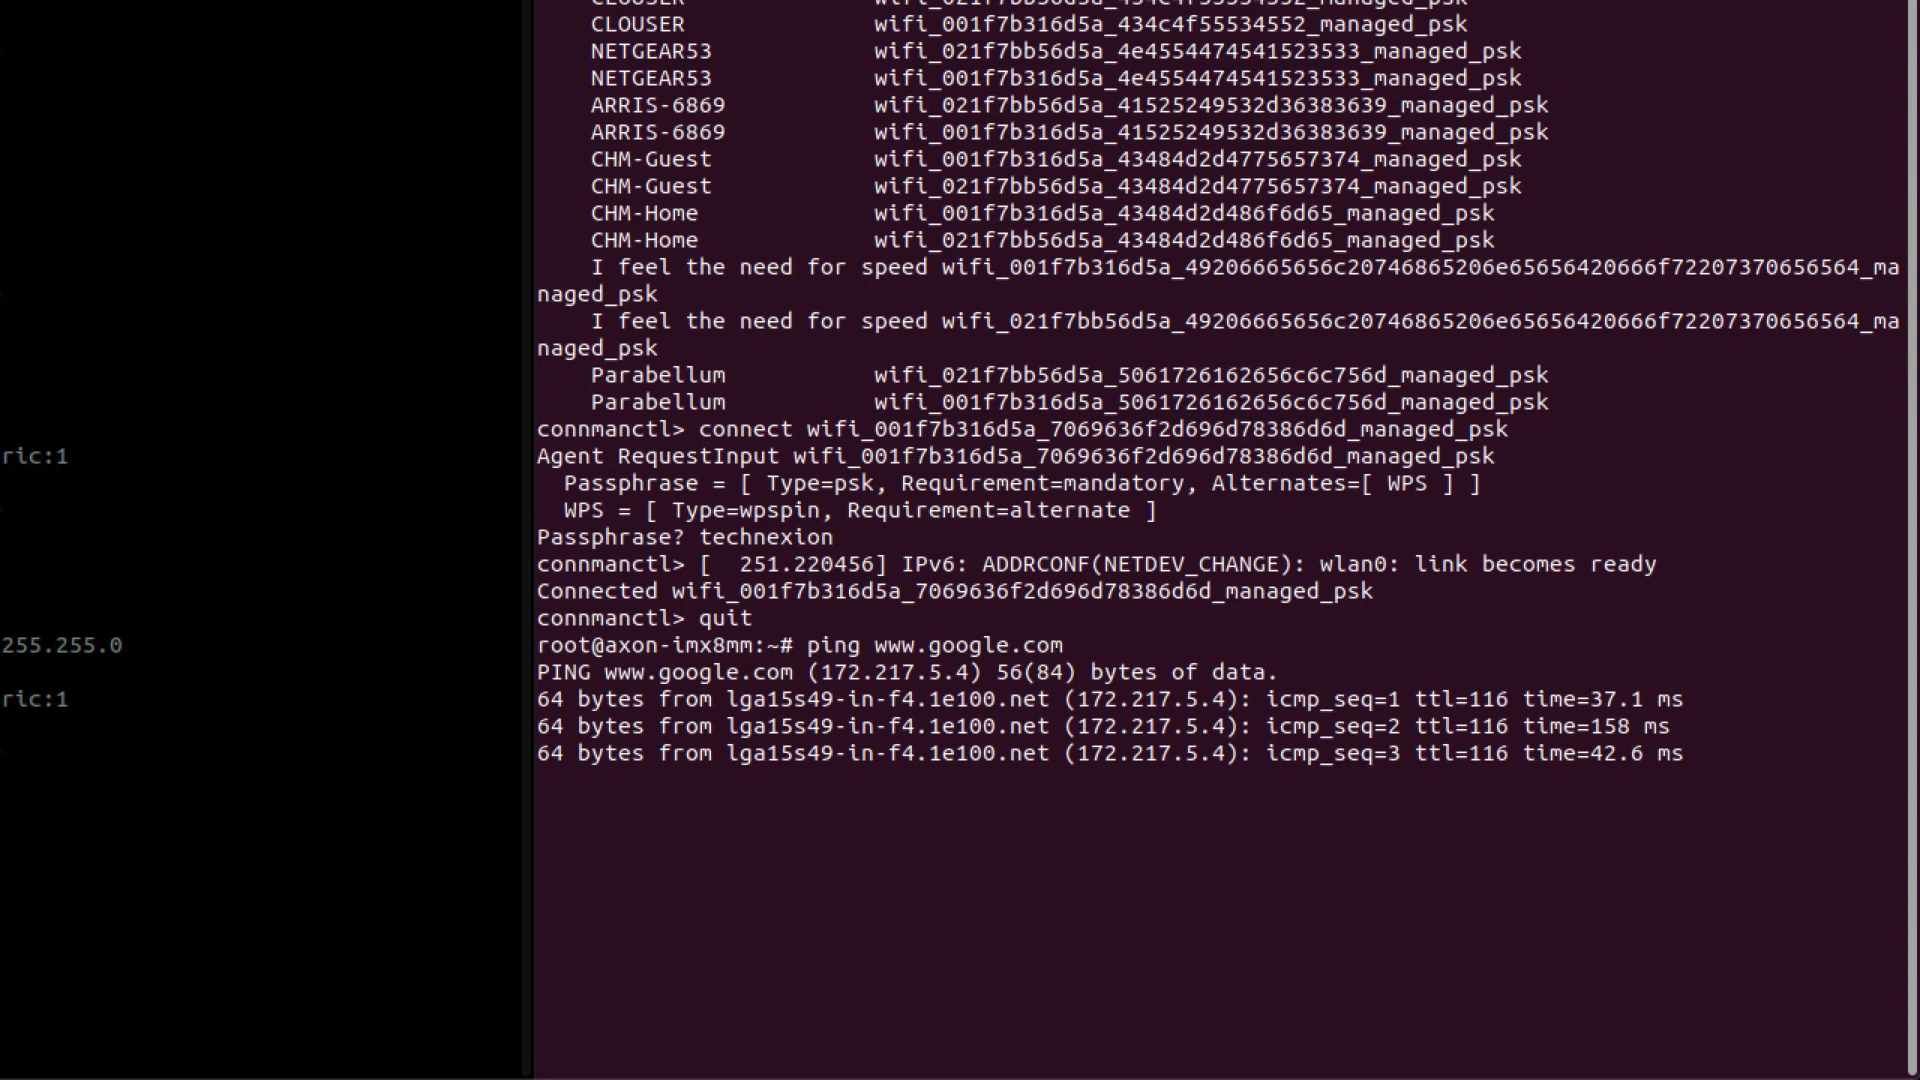 CLOUSER wifi_021f7bb56d5a_434c4f55534552_managed_psk
CLOUSER wifi_001f7b316d5a_434c4f55534552_managed_psk
NETGEAR53 wifi_021f7bb56d5a_4e4554474541523533_managed_psk
NETGEAR53 wifi_001f7b316d5a_4e4554474541523533_managed_psk
ARRIS-6869 wifi_021f7bb56d5a_41525249532d36383639_managed_psk
ARRIS-6869 wifi_001f7b316d5a_41525249532d36383639_managed_psk
CHM-Guest wifi_001f7b316d5a_43484d2d4775657374_managed_psk
CHM-Guest wifi_021f7bb56d5a_43484d2d4775657374_managed_psk
CHM-Home wifi_001f7b316d5a_43484d2d486f6d65_managed_psk
CHM-Home wifi_021f7bb56d5a_43484d2d486f6d65_managed_psk
I feel the need for speed wifi_001f7b316d5a_49206665656c20746865206e65656420666f72207370656564_ma
naged_psk
I feel the need for speed wifi_021f7bb56d5a_49206665656c20746865206e65656420666f72207370656564_ma
naged_psk
Parabellum wifi_021f7bb56d5a_5061726162656c6c756d_managed_psk
Parabellum wifi_001f7b316d5a_5061726162656c6c756d_managed_psk
connmanctl> connect wifi_001f7b316d5a_7069636f2d696d78386d6d_managed_psk
ric:1
Agent RequestInput wifi_001f7b316d5a_7069636f2d696d78386d6d_managed_psk
Passphrase = [ Type=psk, Requirement=mandatory, Alternates=[ WPS ] ]
WPS = [ Type=wpspin, Requirement=alternate ]
Passphrase? technexion
connmanctl> [  251.220456] IPv6: ADDRCONF(NETDEV_CHANGE): wlan0: link becomes ready
Connected wifi_001f7b316d5a_7069636f2d696d78386d6d_managed_psk
connmanctl> quit
255.255.0
root@axon-imx8mm:~# ping www.google.com
PING www.google.com (172.217.5.4) 56(84) bytes of data.
ric:1
64 bytes from lga15s49-in-f4.1e100.net (172.217.5.4): icmp_seq=1 ttl=116 time=37.1 ms
64 bytes from lga15s49-in-f4.1e100.net (172.217.5.4): icmp_seq=2 ttl=116 time=158 ms
64 bytes from lga15s49-in-f4.1e100.net (172.217.5.4): icmp_seq=3 ttl=116 time=42.6 ms